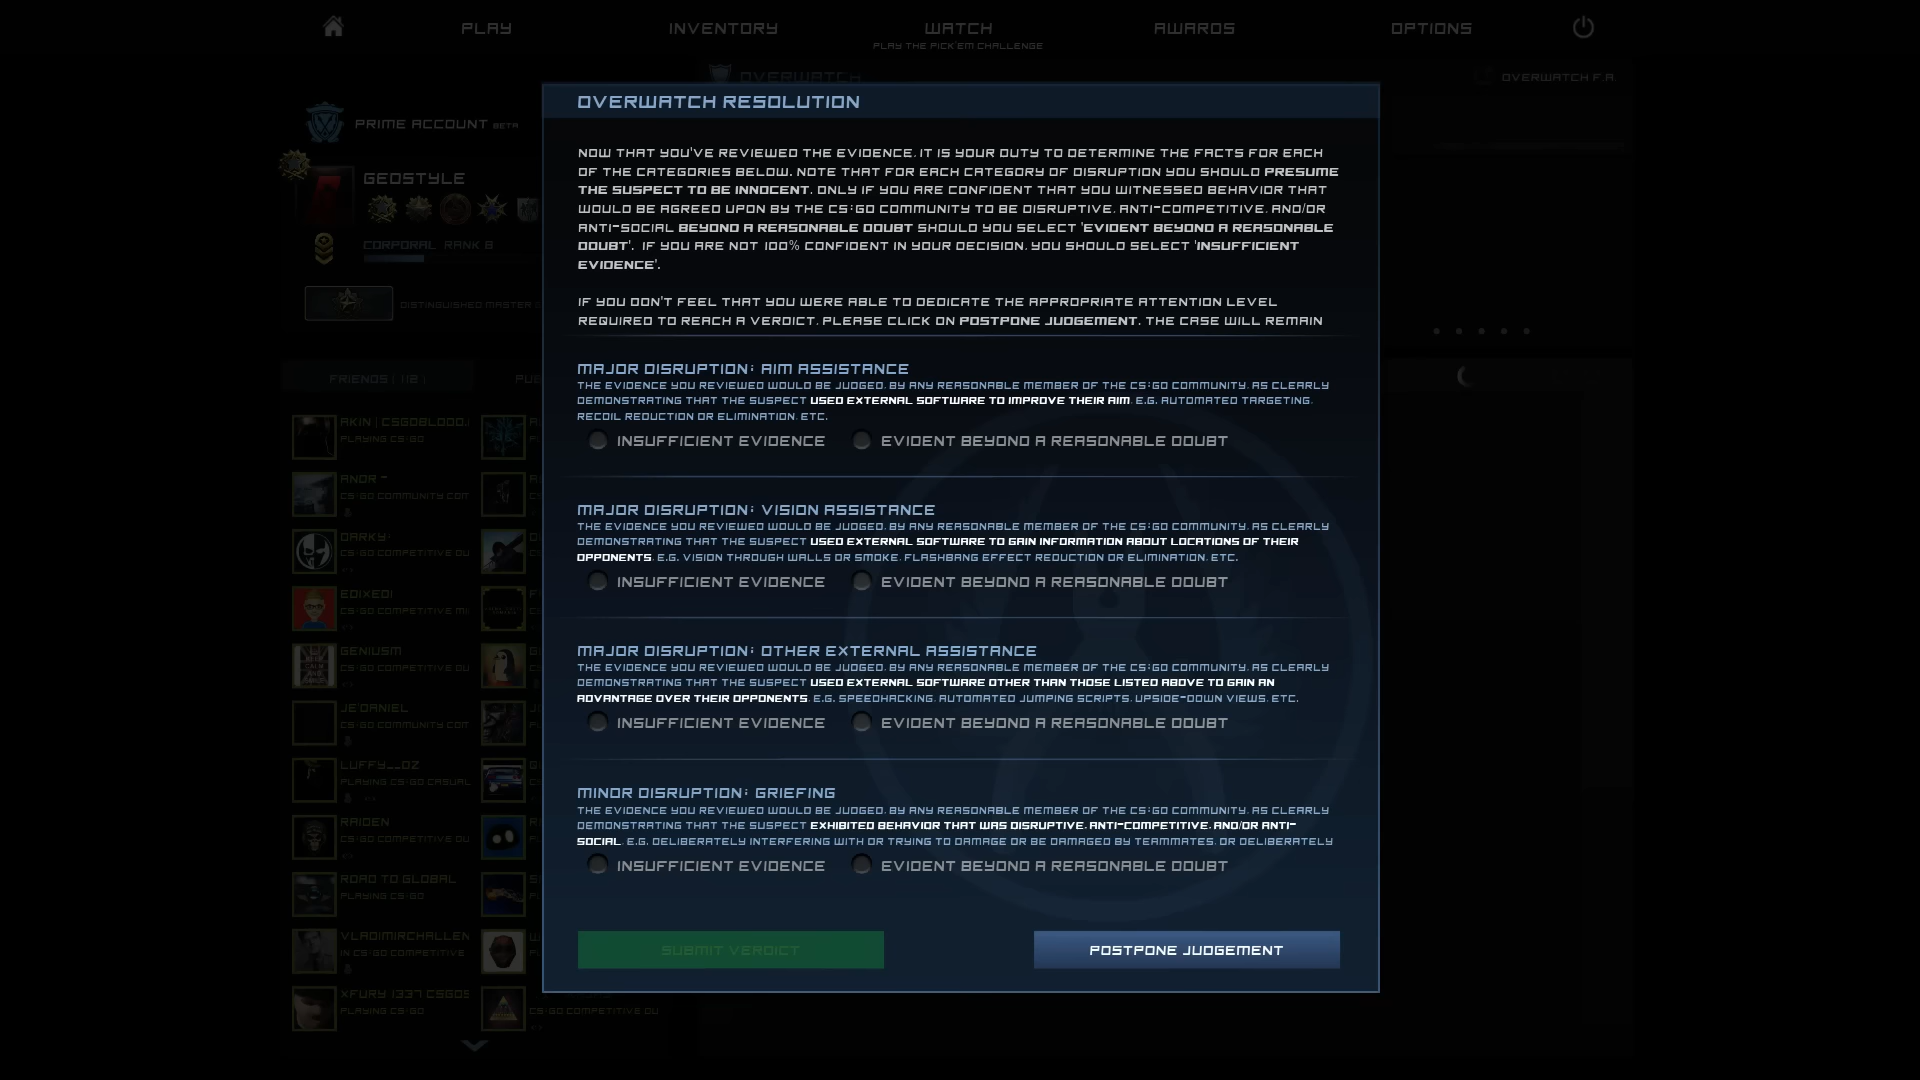 PLAY
INVENTORY
WATCH
AWARDS
OPTIONS
PLAY THE PICK'EM CHALLENGE
OVERWATCH
OVERWATCH F.A.
PRIME ACCOUNT BETA
GEOSTYLE
CORPORAL RANK 8
DISTINGUISHED MASTER
FRIENDS
AKIN | CSGOBLOOD.
PLAYING CS:GO
ANDR -
CS:GO COMMUNITY COM
DARKY:
CS:GO COMPETITIVE DU
EDIXEDI
CS:GO COMPETITIVE MI
GENIUSM
CS:GO COMPETITIVE DU
JE'DANIEL
CS:GO COMMUNITY COM
LUFFY__DZ
PLAYING CS:GO CASUAL
RAIDEN
CS:GO COMPETITIVE DU
ROAD TO GLOBAL
PLAYING CS:GO
VLADIMIRCHALLEN
IN CS:GO COMPETITIVE
XFURY 1337 CSGOS
PLAYING CS:GO
CS:GO COMPETITIVE DU
OVERWATCH RESOLUTION
NOW THAT YOU'VE REVIEWED THE EVIDENCE, IT IS YOUR DUTY TO DETERMINE THE FACTS FOR EACH
OF THE CATEGORIES BELOW. NOTE THAT FOR EACH CATEGORY OF DISRUPTION YOU SHOULD PRESUME
THE SUSPECT TO BE INNOCENT. ONLY IF YOU ARE CONFIDENT THAT YOU WITNESSED BEHAVIOR THAT
WOULD BE AGREED UPON BY THE CS:GO COMMUNITY TO BE DISRUPTIVE, ANTI-COMPETITIVE, AND/OR
ANTI-SOCIAL BEYOND A REASONABLE DOUBT SHOULD YOU SELECT 'EVIDENT BEYOND A REASONABLE
DOUBT'. IF YOU ARE NOT 100% CONFIDENT IN YOUR DECISION, YOU SHOULD SELECT 'INSUFFICIENT
EVIDENCE'.
IF YOU DON'T FEEL THAT YOU WERE ABLE TO DEDICATE THE APPROPRIATE ATTENTION LEVEL
REQUIRED TO REACH A VERDICT, PLEASE CLICK ON POSTPONE JUDGEMENT. THE CASE WILL REMAIN
MAJOR DISRUPTION: AIM ASSISTANCE
THE EVIDENCE YOU REVIEWED WOULD BE JUDGED, BY ANY REASONABLE MEMBER OF THE CS:GO COMMUNITY, AS CLEARLY
DEMONSTRATING THAT THE SUSPECT USED EXTERNAL SOFTWARE TO IMPROVE THEIR AIM, E.G. AUTOMATED TARGETING,
RECOIL REDUCTION OR ELIMINATION, ETC.
INSUFFICIENT EVIDENCE EVIDENT BEYOND A REASONABLE DOUBT
MAJOR DISRUPTION: VISION ASSISTANCE
THE EVIDENCE YOU REVIEWED WOULD BE JUDGED, BY ANY REASONABLE MEMBER OF THE CS:GO COMMUNITY, AS CLEARLY
DEMONSTRATING THAT THE SUSPECT USED EXTERNAL SOFTWARE TO GAIN INFORMATION ABOUT LOCATIONS OF THEIR
OPPONENTS, E.G. VISION THROUGH WALLS OR SMOKE, FLASHBANG EFFECT REDUCTION OR ELIMINATION, ETC.
INSUFFICIENT EVIDENCE EVIDENT BEYOND A REASONABLE DOUBT
MAJOR DISRUPTION: OTHER EXTERNAL ASSISTANCE
THE EVIDENCE YOU REVIEWED WOULD BE JUDGED, BY ANY REASONABLE MEMBER OF THE CS:GO COMMUNITY, AS CLEARLY
DEMONSTRATING THAT THE SUSPECT USED EXTERNAL SOFTWARE OTHER THAN THOSE LISTED ABOVE TO GAIN AN
ADVANTAGE OVER THEIR OPPONENTS, E.G. SPEEDHACKING, AUTOMATED JUMPING SCRIPTS, UPSIDE-DOWN VIEWS, ETC.
INSUFFICIENT EVIDENCE EVIDENT BEYOND A REASONABLE DOUBT
MINOR DISRUPTION: GRIEFING
THE EVIDENCE YOU REVIEWED WOULD BE JUDGED, BY ANY REASONABLE MEMBER OF THE CS:GO COMMUNITY, AS CLEARLY
DEMONSTRATING THAT THE SUSPECT EXHIBITED BEHAVIOR THAT WAS DISRUPTIVE, ANTI-COMPETITIVE, AND/OR ANTI-
SOCIAL, E.G. DELIBERATELY INTERFERING WITH OR TRYING TO DAMAGE OR BE DAMAGED BY TEAMMATES, OR DELIBERATELY
INSUFFICIENT EVIDENCE EVIDENT BEYOND A REASONABLE DOUBT
SUBMIT VERDICT
POSTPONE JUDGEMENT